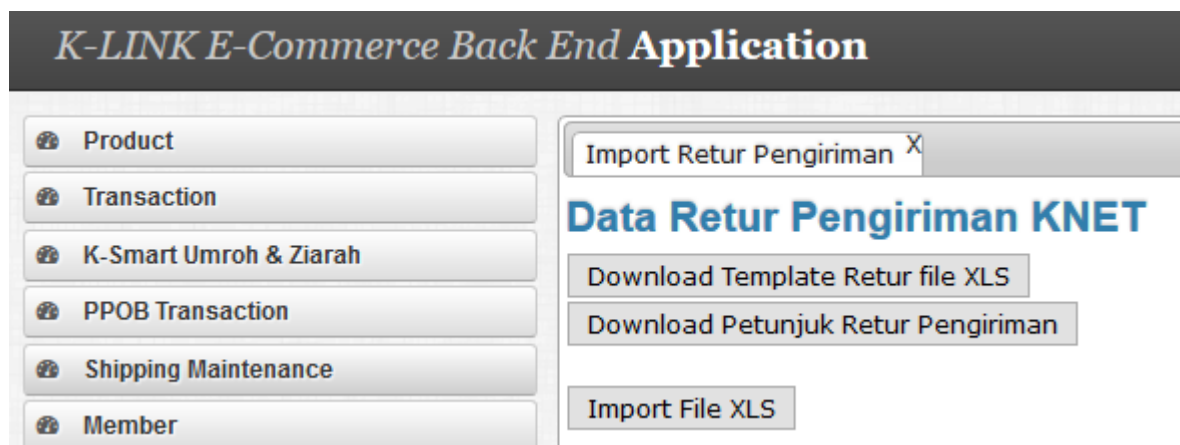 K-LINK E-Commerce Back End Application
Product
Transaction
K-Smart Umroh & Ziarah
PPOB Transaction
Shipping Maintenance
Member
Import Retur Pengiriman X
Data Retur Pengiriman KNET
Download Template Retur file XLS
Download Petunjuk Retur Pengiriman
Import File XLS